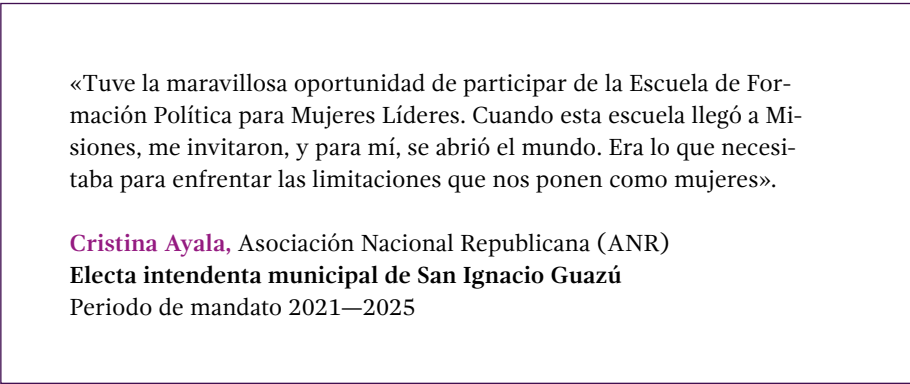 «Tuve la maravillosa oportunidad de participar de la Escuela de For-
mación Política para Mujeres Líderes. Cuando esta escuela llegó a Mi-
siones, me invitaron, y para mí, se abrió el mundo. Era lo que necesi-
taba para enfrentar las limitaciones que nos ponen como mujeres».
Cristina Ayala, Asociación Nacional Republicana (ANR)
Electa intendenta municipal de San Ignacio Guazú
Periodo de mandato 2021—2025